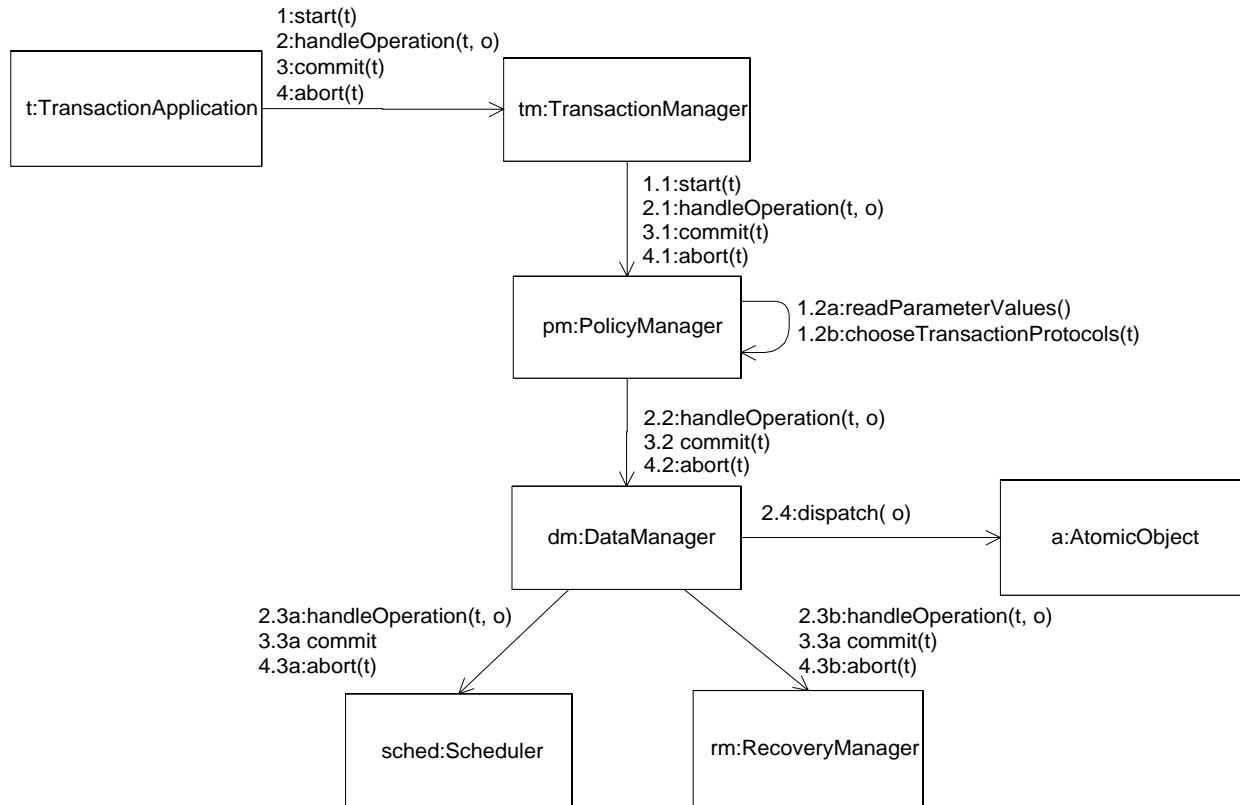 1:start(t)
2:handleOperation(t, o)
3:commit(t)
4:abort(t)
t:TransactionApplication
tm:TransactionManager
1.1:start(t)
2.1:handleOperation(t, o)
3.1:commit(t)
4.1:abort(t)
pm:PolicyManager
1.2a:readParameterValues()
1.2b:chooseTransactionProtocols(t)
2.2:handleOperation(t, o)
3.2 commit(t)
4.2:abort(t)
dm:DataManager
2.4:dispatch( o)
a:AtomicObject
2.3a:handleOperation(t, o)
3.3a commit
4.3a:abort(t)
2.3b:handleOperation(t, o)
3.3a commit(t)
4.3b:abort(t)
sched:Scheduler
rm:RecoveryManager